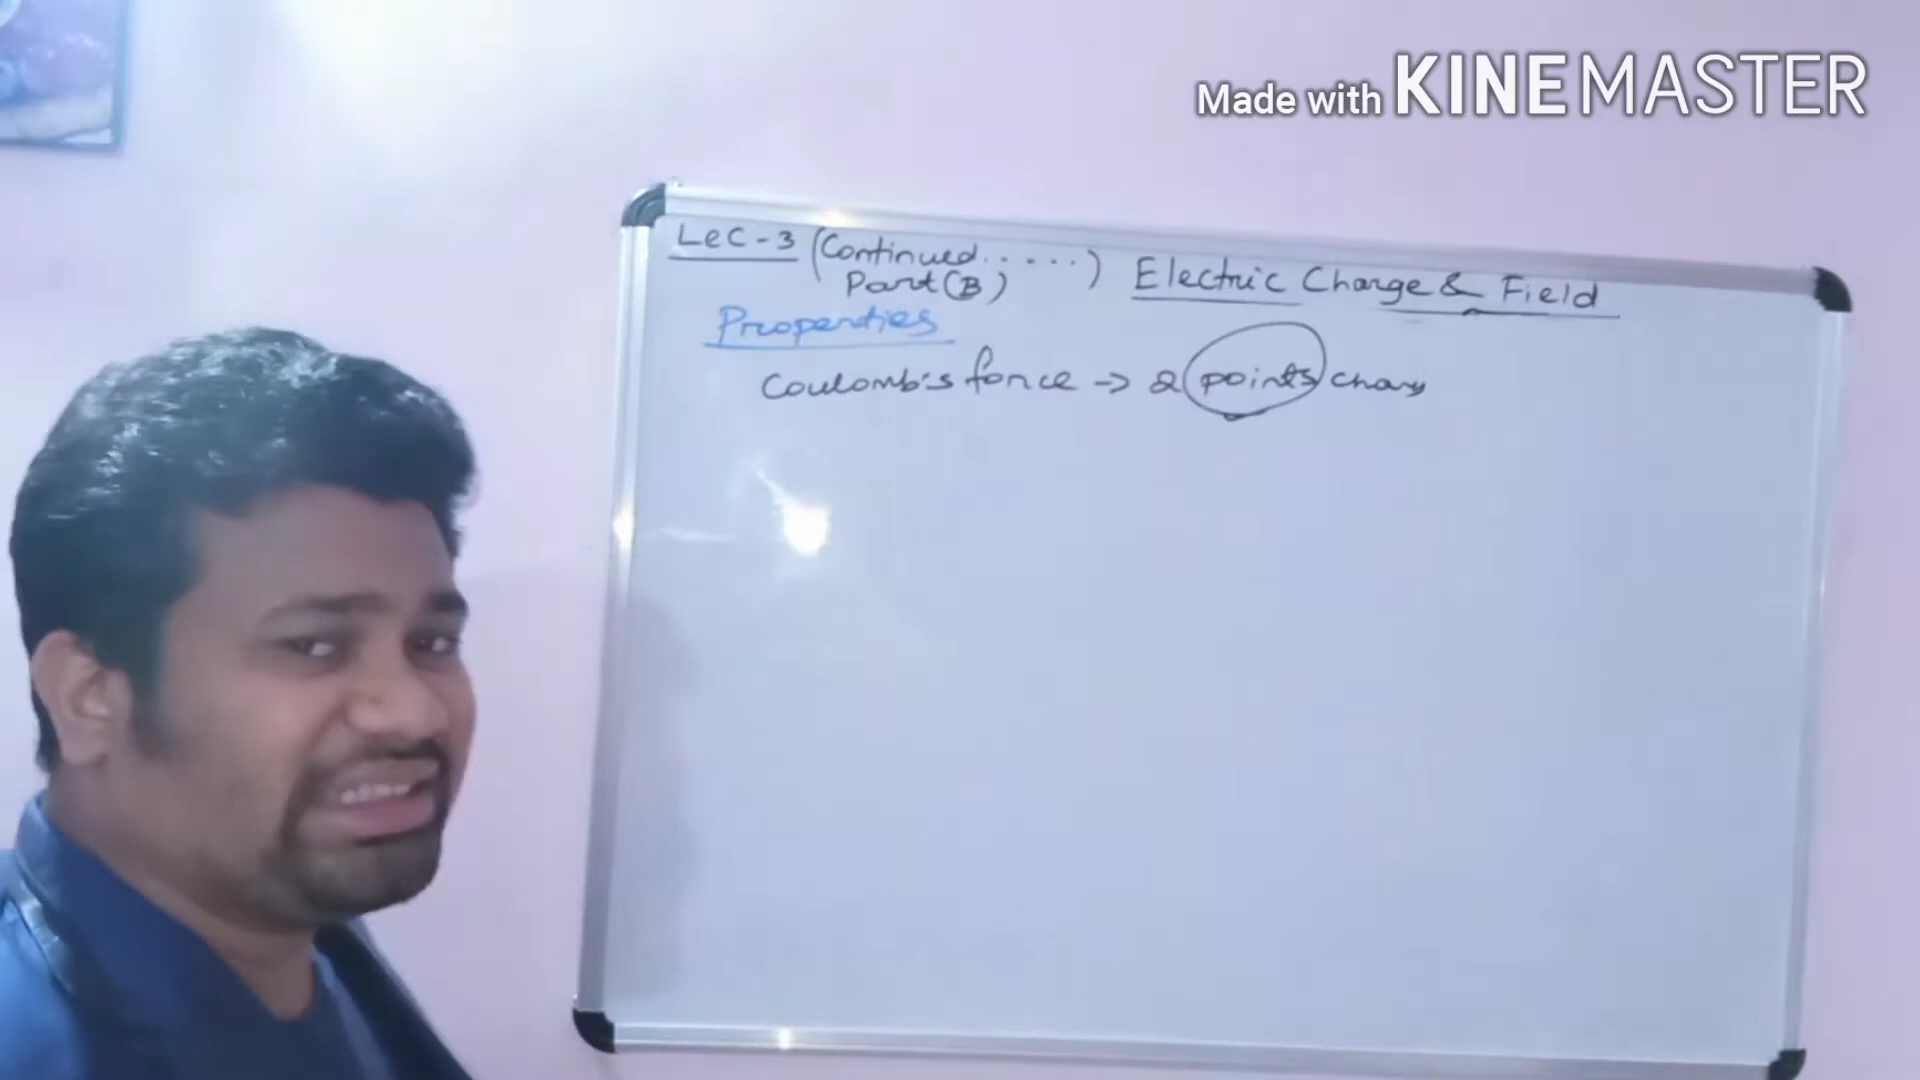 Made with KINEMASTER
Lec-3 (Continued......) Electric Charge & Field
Part (B)
Properties
Coulomb's force → 2 points charg